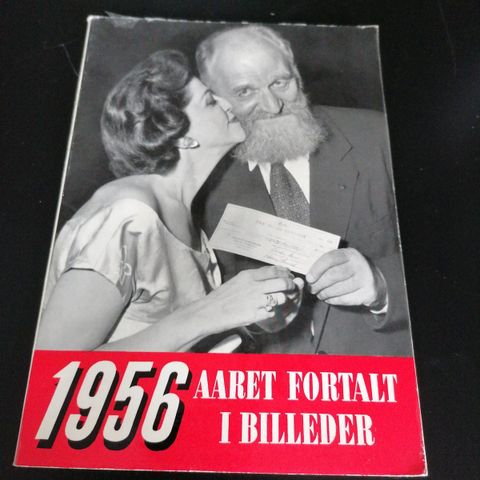 1956
AARET FORTALT
I BILLEDER